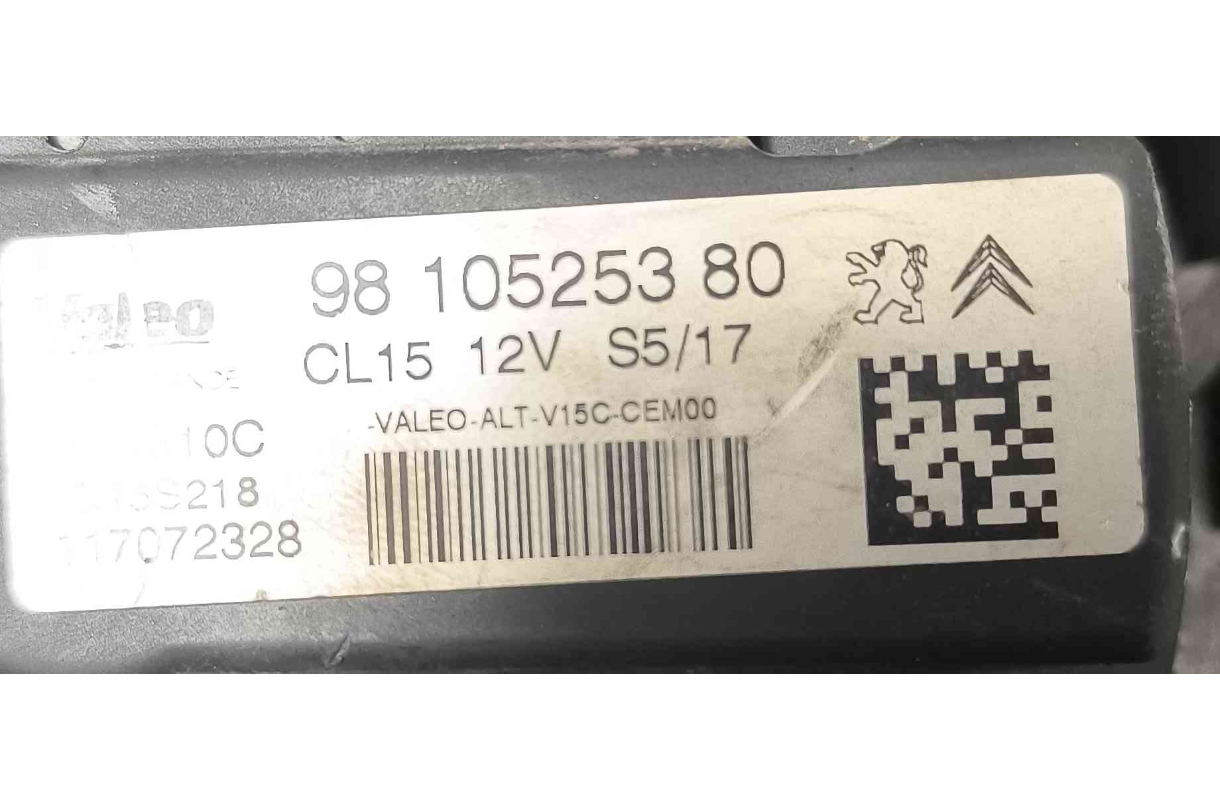 Valeo
98 105253 80
CL15 12V S5/17
-VALEO-ALT-V15C-CEM00
117072328